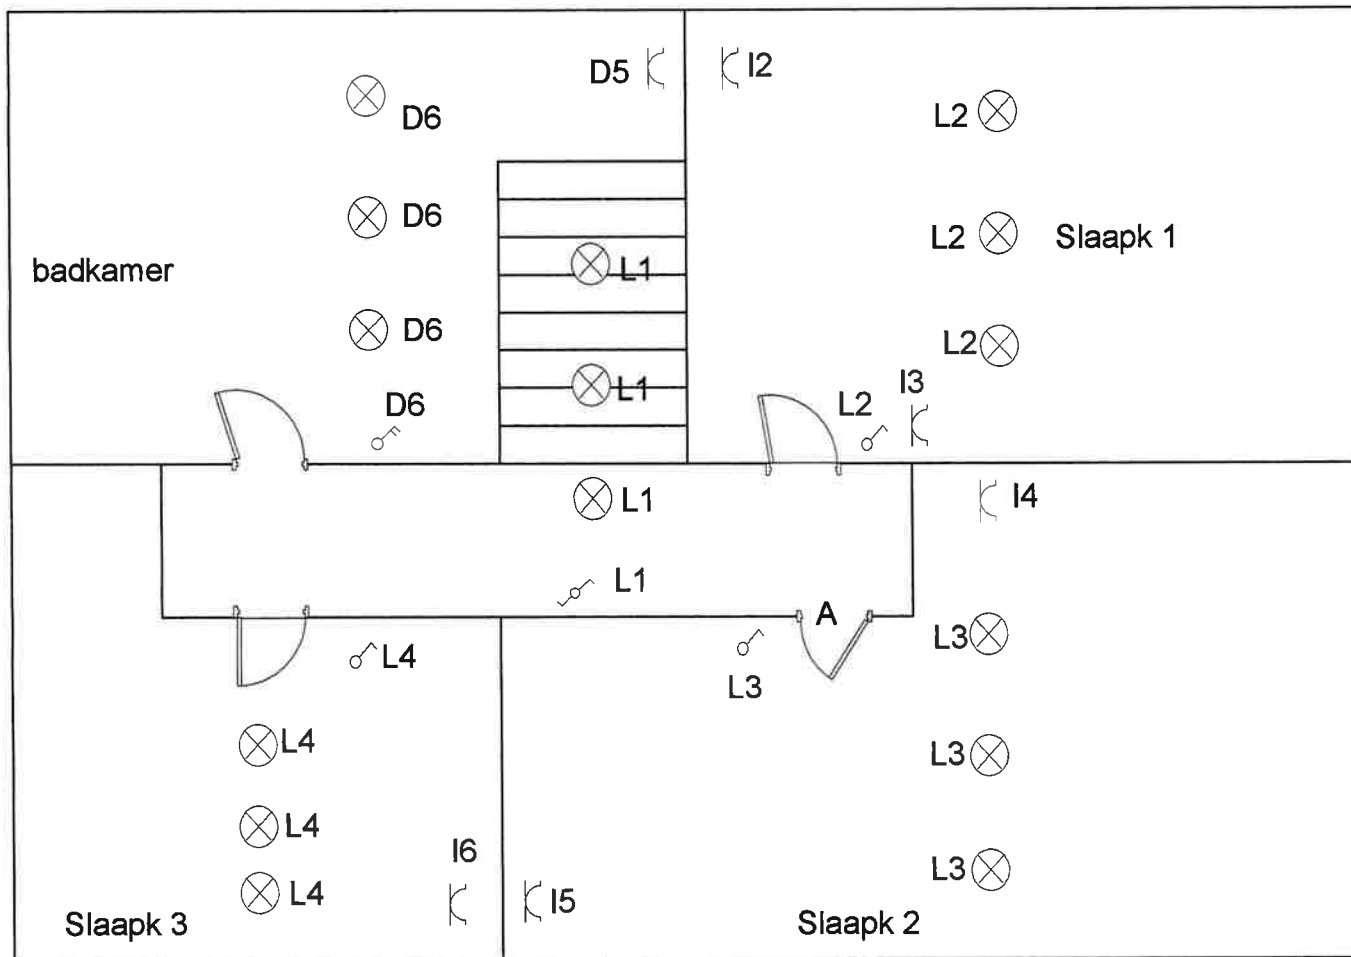 D5
I2
D6
L2
D6
L2
Slaapk 1
badkamer
L1
D6
L2
L1
I3
D6
L2
L1
I4
L1
A
L4
L3
L3
L4
L3
L4
I6
L3
L4
I5
Slaapk 3
Slaapk 2